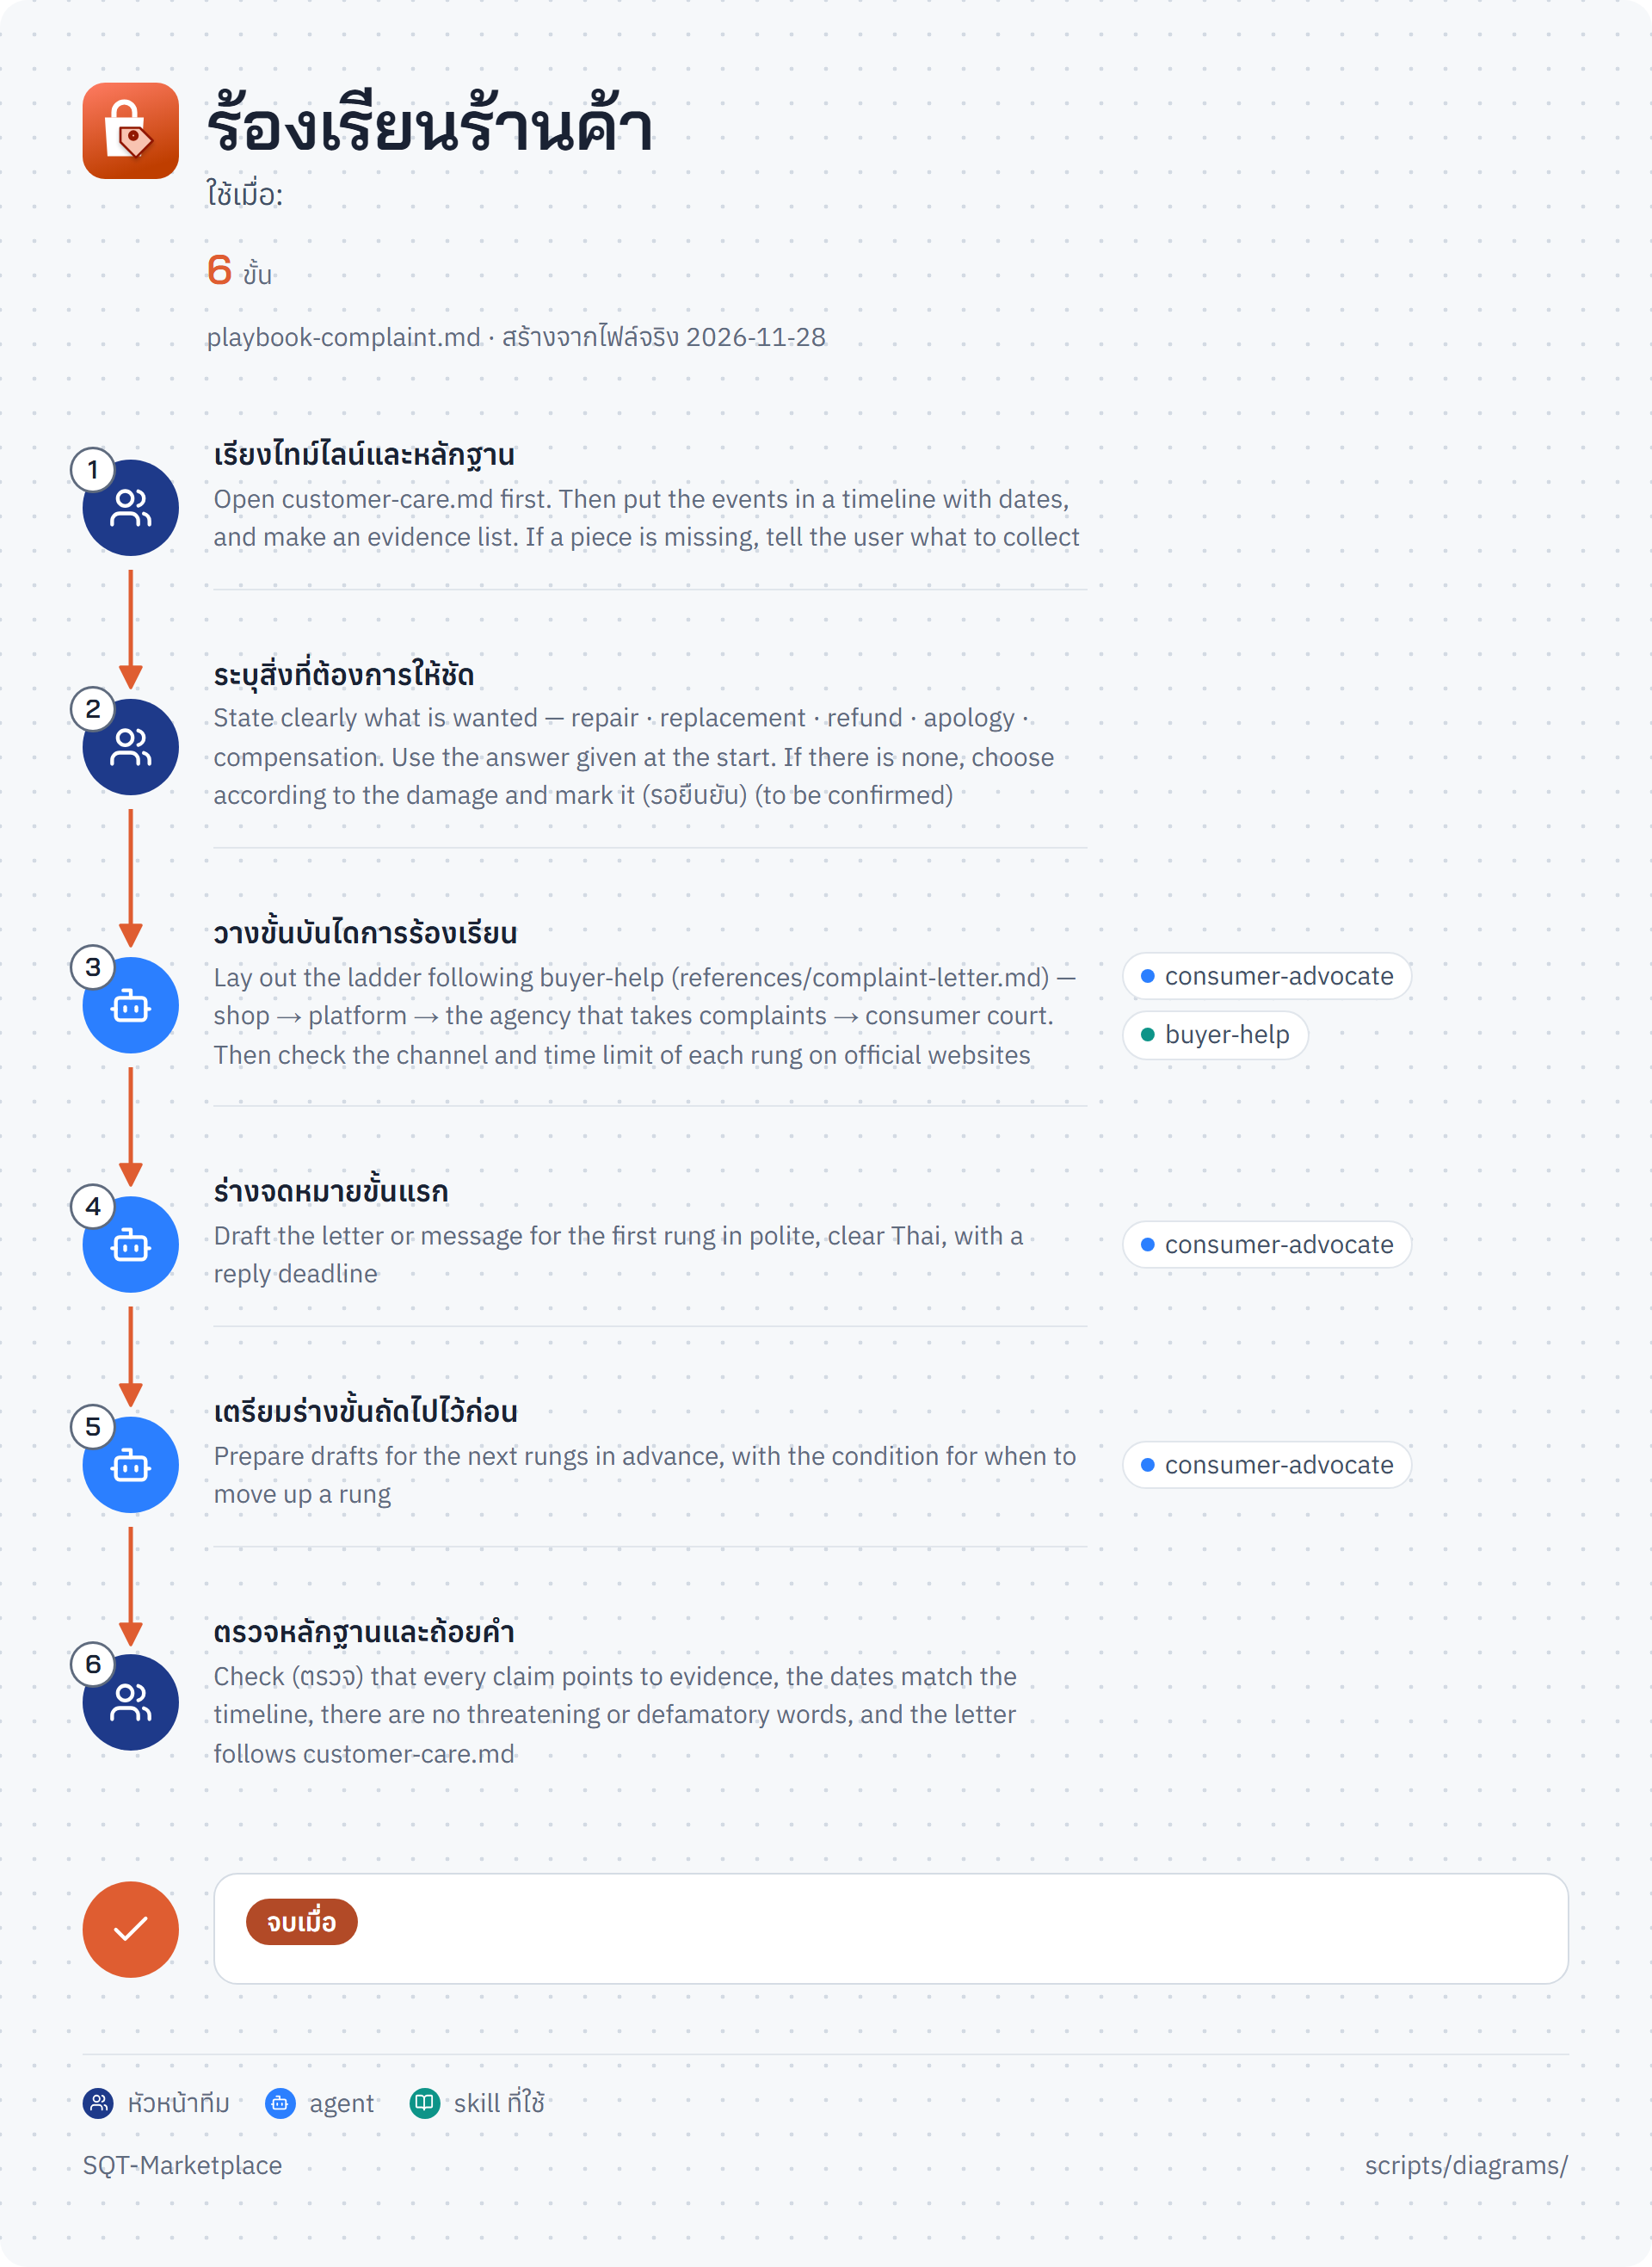 ร้องเรียนร้านค้า
ใช้เมื่อ:
6 ขั้น
playbook-complaint.md · สร้างจากไฟล์จริง 2026-11-28
1
เรียงไทม์ไลน์และหลักฐาน
Open customer-care.md first. Then put the events in a timeline with dates,
and make an evidence list. If a piece is missing, tell the user what to collect
2
ระบุสิ่งที่ต้องการให้ชัด
State clearly what is wanted — repair · replacement · refund · apology ·
compensation. Use the answer given at the start. If there is none, choose
according to the damage and mark it (รอยืนยัน) (to be confirmed)
3
วางขั้นบันไดการร้องเรียน
Lay out the ladder following buyer-help (references/complaint-letter.md) —
shop → platform → the agency that takes complaints → consumer court.
Then check the channel and time limit of each rung on official websites
consumer-advocate
buyer-help
4
ร่างจดหมายขั้นแรก
Draft the letter or message for the first rung in polite, clear Thai, with a
reply deadline
consumer-advocate
5
เตรียมร่างขั้นถัดไปไว้ก่อน
Prepare drafts for the next rungs in advance, with the condition for when to
move up a rung
consumer-advocate
6
ตรวจหลักฐานและถ้อยคำ
Check (ตรวจ) that every claim points to evidence, the dates match the
timeline, there are no threatening or defamatory words, and the letter
follows customer-care.md
จบเมื่อ
หัวหน้าทีม agent skill ที่ใช้
SQT-Marketplace scripts/diagrams/